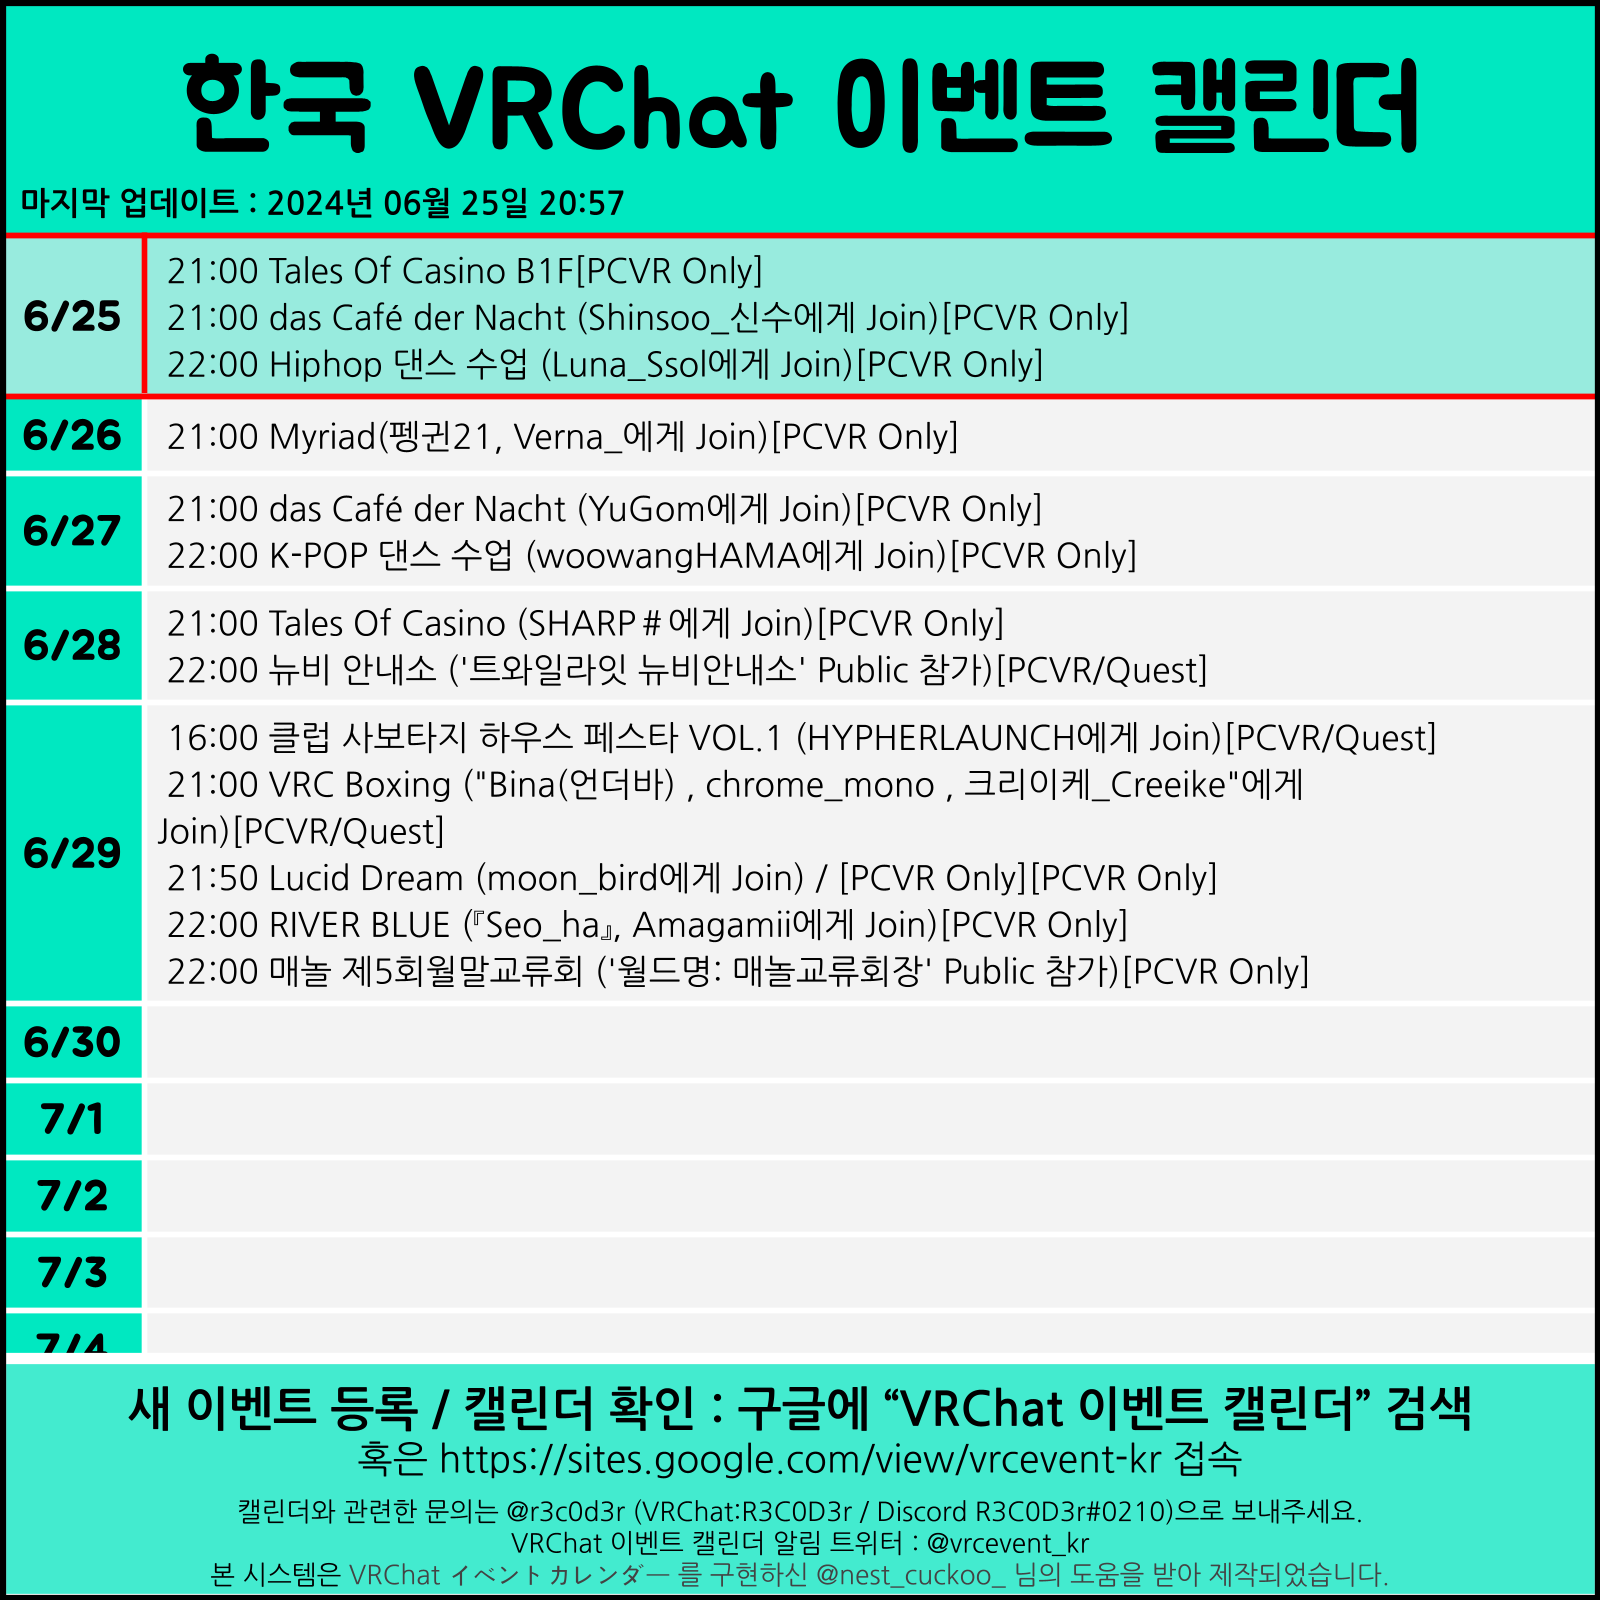 한국 VRChat 이벤트 캘린더
마지막 업데이트 : 2024년 06월 25일 20:57
6/25
21:00 Tales Of Casino B1F[PCVR Only]
21:00 das Café der Nacht (Shinsoo_신수에게 Join)[PCVR Only]
22:00 Hiphop 댄스 수업 (Luna_Ssol에게 Join)[PCVR Only]
6/26
21:00 Myriad(펭귄21, Verna_에게 Join)[PCVR Only]
6/27
21:00 das Café der Nacht (YuGom에게 Join)[PCVR Only]
22:00 K-POP 댄스 수업 (woowangHAMA에게 Join)[PCVR Only]
6/28
21:00 Tales Of Casino (SHARP＃에게 Join)[PCVR Only]
22:00 뉴비 안내소 ('트와일라잇 뉴비안내소' Public 참가)[PCVR/Quest]
6/29
16:00 클럽 사보타지 하우스 페스타 VOL.1 (HYPHERLAUNCH에게 Join)[PCVR/Quest]
21:00 VRC Boxing ("Bina(언더바) , chrome_mono , 크리이케_Creeike"에게
Join)[PCVR/Quest]
21:50 Lucid Dream (moon_bird에게 Join) / [PCVR Only][PCVR Only]
22:00 RIVER BLUE (『Seo_ha』, Amagamii에게 Join)[PCVR Only]
22:00 매놀 제5회월말교류회 ('월드명: 매놀교류회장' Public 참가)[PCVR Only]
6/30
7/1
7/2
7/3
7/4
새 이벤트 등록 / 캘린더 확인 : 구글에 “VRChat 이벤트 캘린더” 검색
혹은 https://sites.google.com/view/vrcevent-kr 접속
캘린더와 관련한 문의는 @r3c0d3r (VRChat:R3C0D3r / Discord R3C0D3r#0210)으로 보내주세요.
VRChat 이벤트 캘린더 알림 트위터 : @vrcevent_kr
본 시스템은 VRChat イベントカレンダー 를 구현하신 @nest_cuckoo_ 님의 도움을 받아 제작되었습니다.